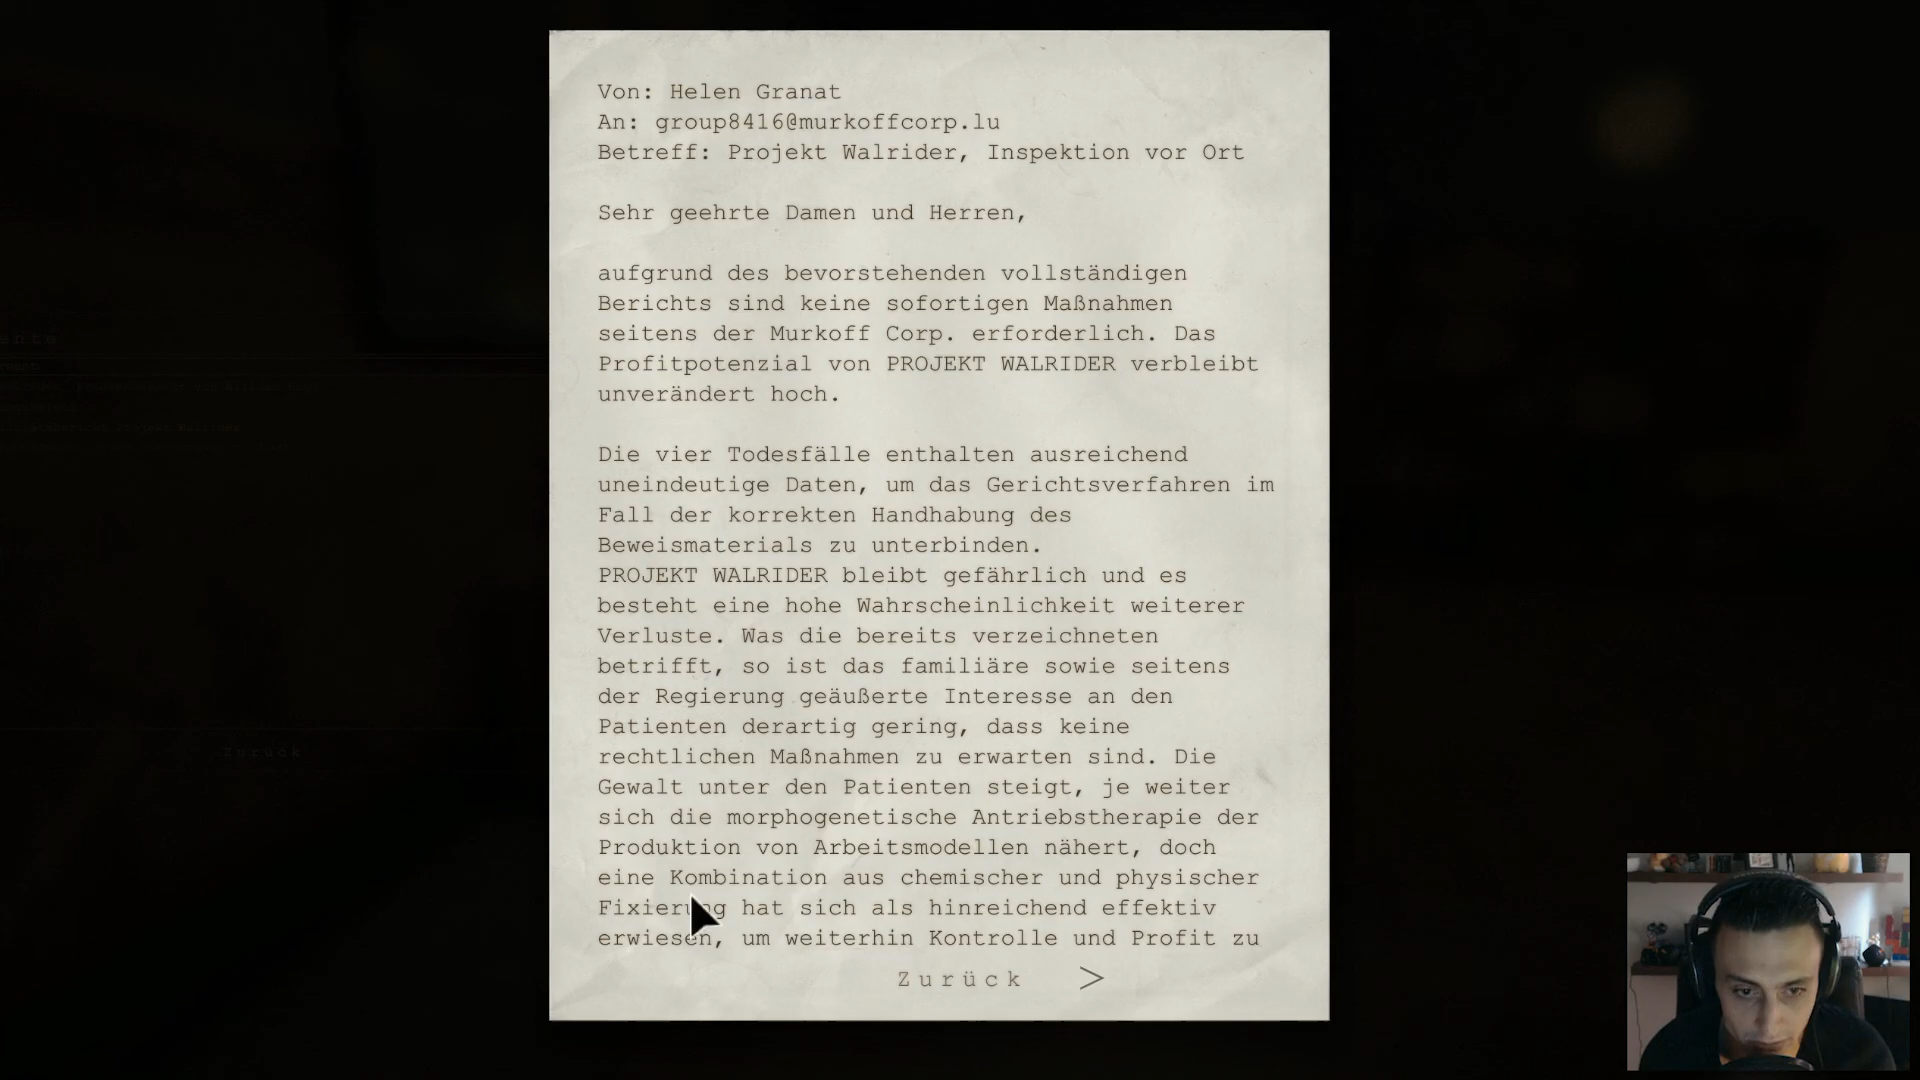 Von: Helen Granat
An: group8416@murkoffcorp.lu
Betreff: Projekt Walrider, Inspektion vor Ort
Sehr geehrte Damen und Herren,
aufgrund des bevorstehenden vollständigen
Berichts sind keine sofortigen Maßnahmen
seitens der Murkoff Corp. erforderlich. Das
Profitpotenzial von PROJEKT WALRIDER verbleibt
unverändert hoch.
Die vier Todesfälle enthalten ausreichend
uneindeutige Daten, um das Gerichtsverfahren im
Fall der korrekten Handhabung des
Beweismaterials zu unterbinden.
PROJEKT WALRIDER bleibt gefährlich und es
besteht eine hohe Wahrscheinlichkeit weiterer
Verluste. Was die bereits verzeichneten
betrifft, so ist das familiäre sowie seitens
der Regierung geäußerte Interesse an den
Patienten derartig gering, dass keine
rechtlichen Maßnahmen zu erwarten sind. Die
Gewalt unter den Patienten steigt, je weiter
sich die morphogenetische Antriebstherapie der
Produktion von Arbeitsmodellen nähert, doch
eine Kombination aus chemischer und physischer
Fixierung hat sich als hinreichend effektiv
erwiesen, um weiterhin Kontrolle und Profit zu
Zurück >
Zurück